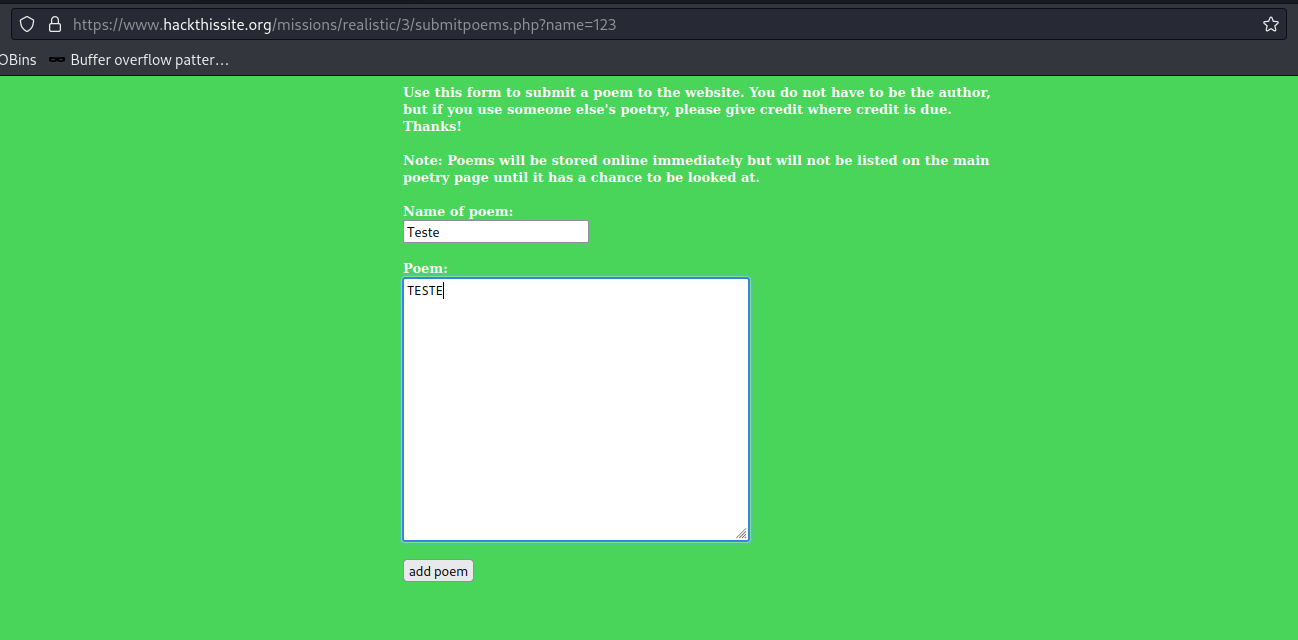 https://www.hackthissite.org/missions/realistic/3/submitpoems.php?name=123
OBins Buffer overflow patter…
Use this form to submit a poem to the website. You do not have to be the author,
but if you use someone else's poetry, please give credit where credit is due.
Thanks!
Note: Poems will be stored online immediately but will not be listed on the main
poetry page until it has a chance to be looked at.
Name of poem:
Teste
Poem:
TESTE
add poem